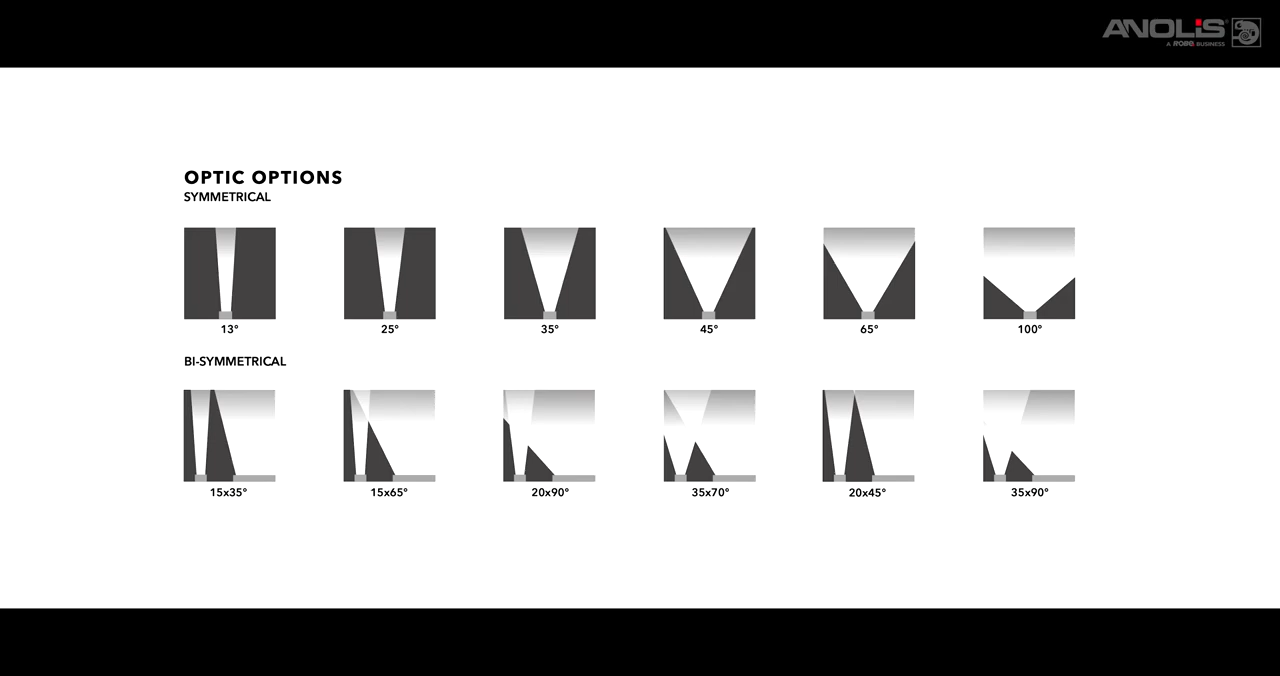 ANOLiS®
A ROBE BUSINESS
OPTIC OPTIONS
SYMMETRICAL
13° 25° 35° 45° 65° 100°
BI-SYMMETRICAL
15x35° 15x65° 20x90° 35x70° 20x45° 35x90°